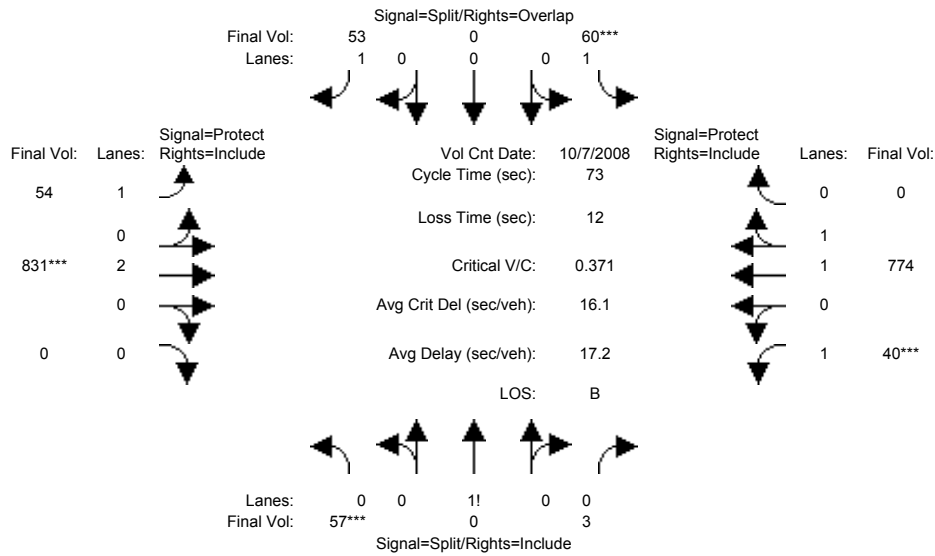 Signal=Split/Rights=Overlap
Final Vol: 53 0 60***
Lanes: 1 0 0 0 1
Signal=Protect Signal=Protect
Final Vol: Lanes: Rights=Include Vol Cnt Date: 10/7/2008 Rights=Include Lanes: Final Vol:
Cycle Time (sec): 73
54 1 0 0
Loss Time (sec): 12
0 1
831*** 2 Critical V/C: 0.371 1 774
0 Avg Crit Del (sec/veh): 16.1 0
0 0 Avg Delay (sec/veh): 17.2 1 40***
LOS: B
Lanes: 0 0 1! 0 0
Final Vol: 57*** 0 3
Signal=Split/Rights=Include